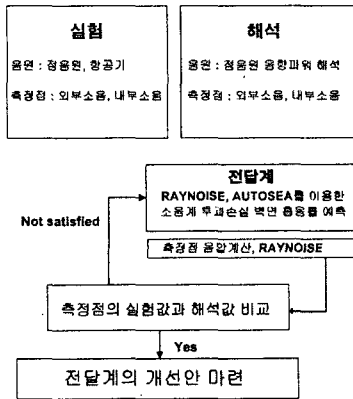 실험
음원 : 점음원, 항공기
측정점 : 외부소음, 내부소음
해석
음원 : 점음원 음향파워 해석
측정점 : 외부소음, 내부소음
전달계
RAYNOISE, AUTOSEA를 이용한
소음계 투과손실 벽면 흡음률 예측
Not satisfied
측정점 음압계산, RAYNOISE
측정점의 실험값과 해석값 비교
Yes
전달계의 개선안 마련